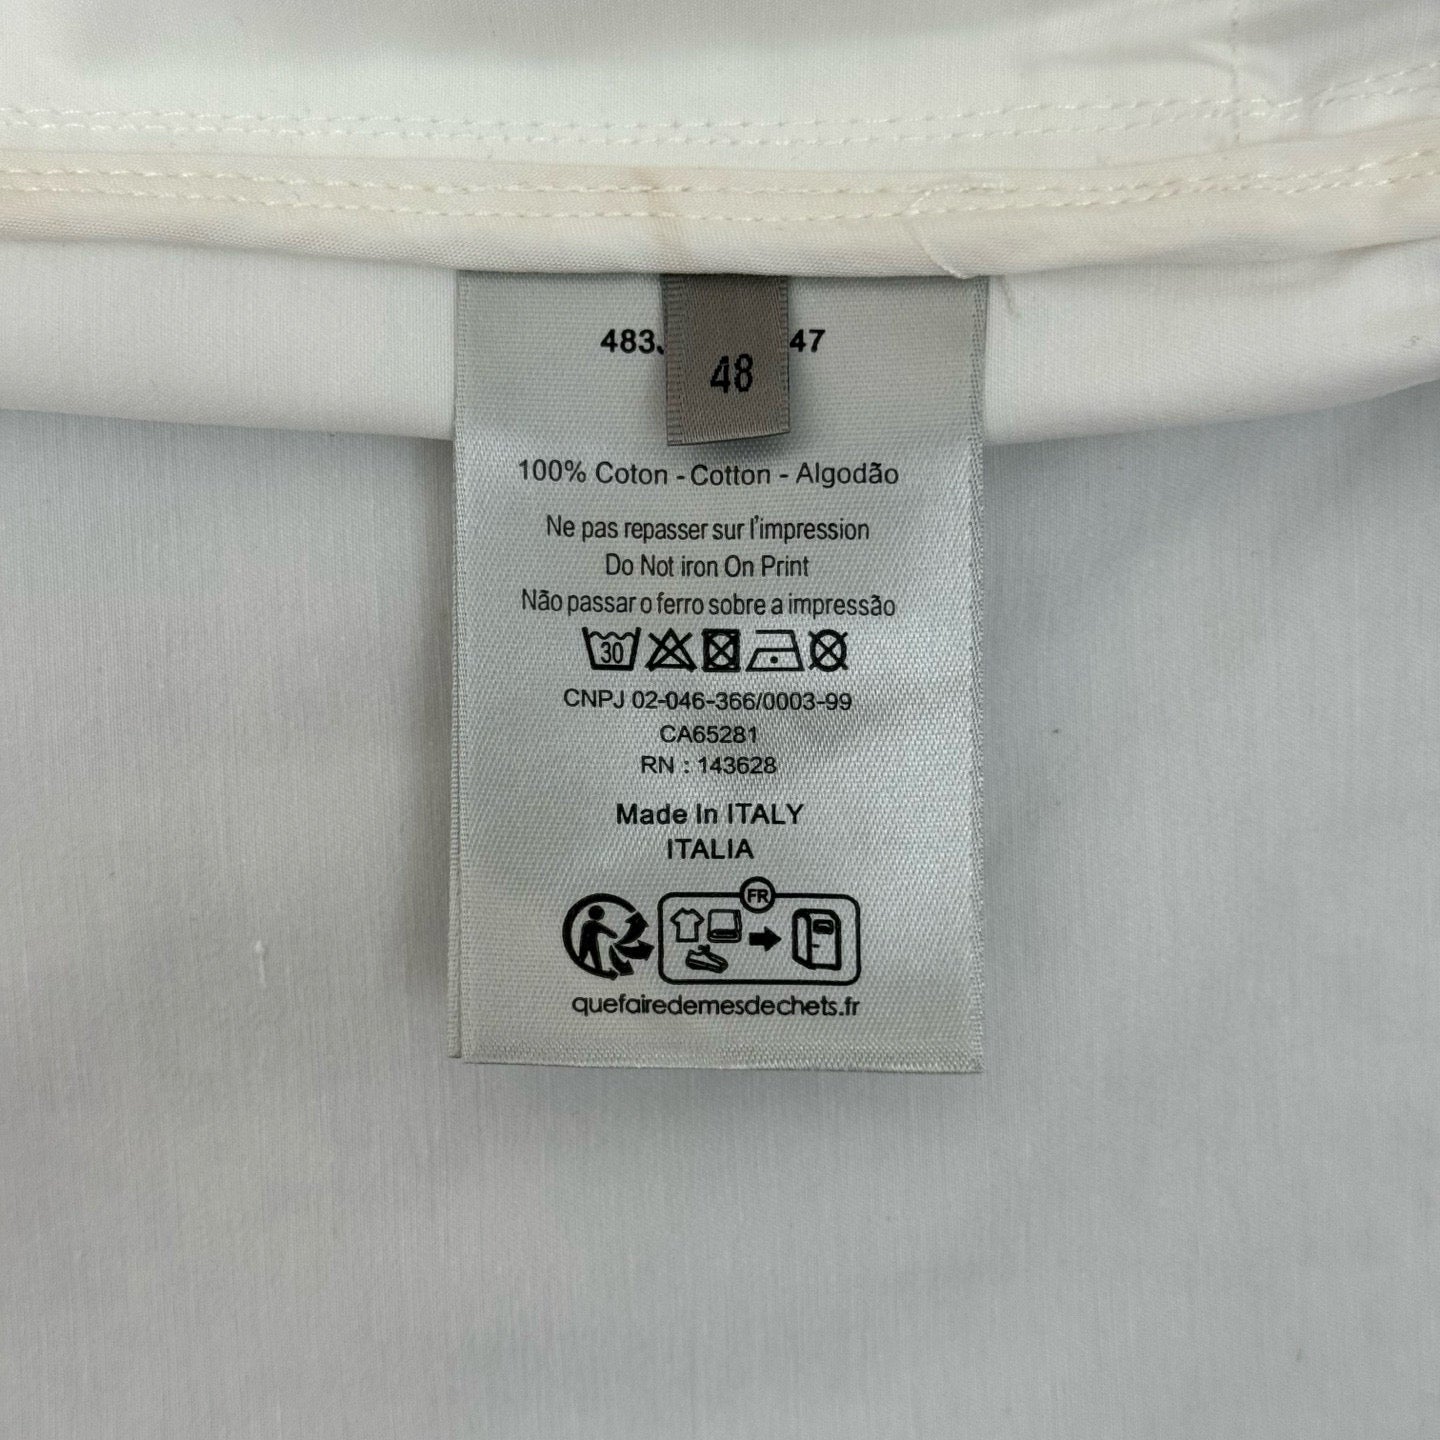 483J 47
48
100% Coton - Cotton - Algodão
Ne pas repasser sur l'impression
Do Not iron On Print
Não passar o ferro sobre a impressão
30
CNPJ 02-046-366/0003-99
CA65281
RN : 143628
Made In ITALY
ITALIA
FR
quefairedemesdechets.fr